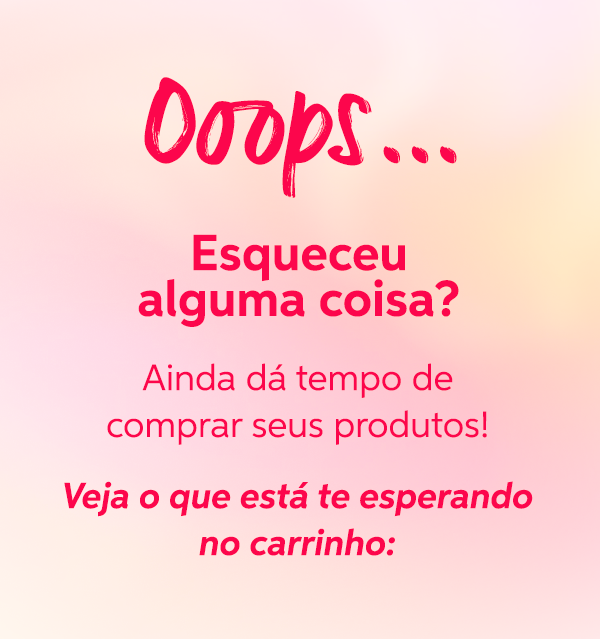 Ooops...
Esqueceu
alguma coisa?
Ainda dá tempo de
comprar seus produtos!
Veja o que está te esperando
no carrinho: